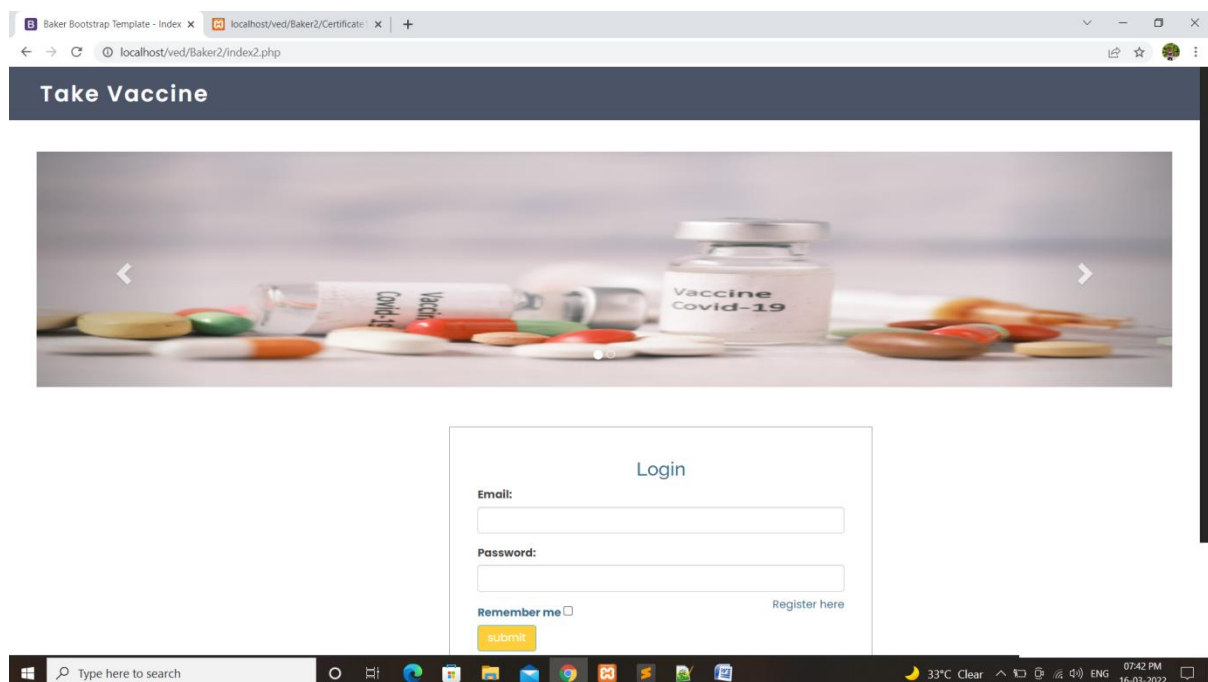 Baker Bootstrap Template - Index
localhost/ved/Baker2/Certificate
localhost/ved/Baker2/index2.php
Take Vaccine
Vaccin
Covid-19
Vaccine
Covid-19
Login
Email:
Password:
Remember me
Register here
submit
Type here to search
33°C Clear
ENG
07:42 PM
16-03-2022